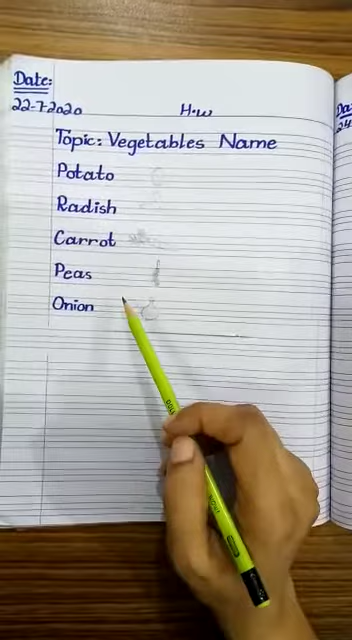 Date:
22-7-2020
H.w
Topic: Vegetables Name
Potato
Radish
Carrot
Peas
Onion